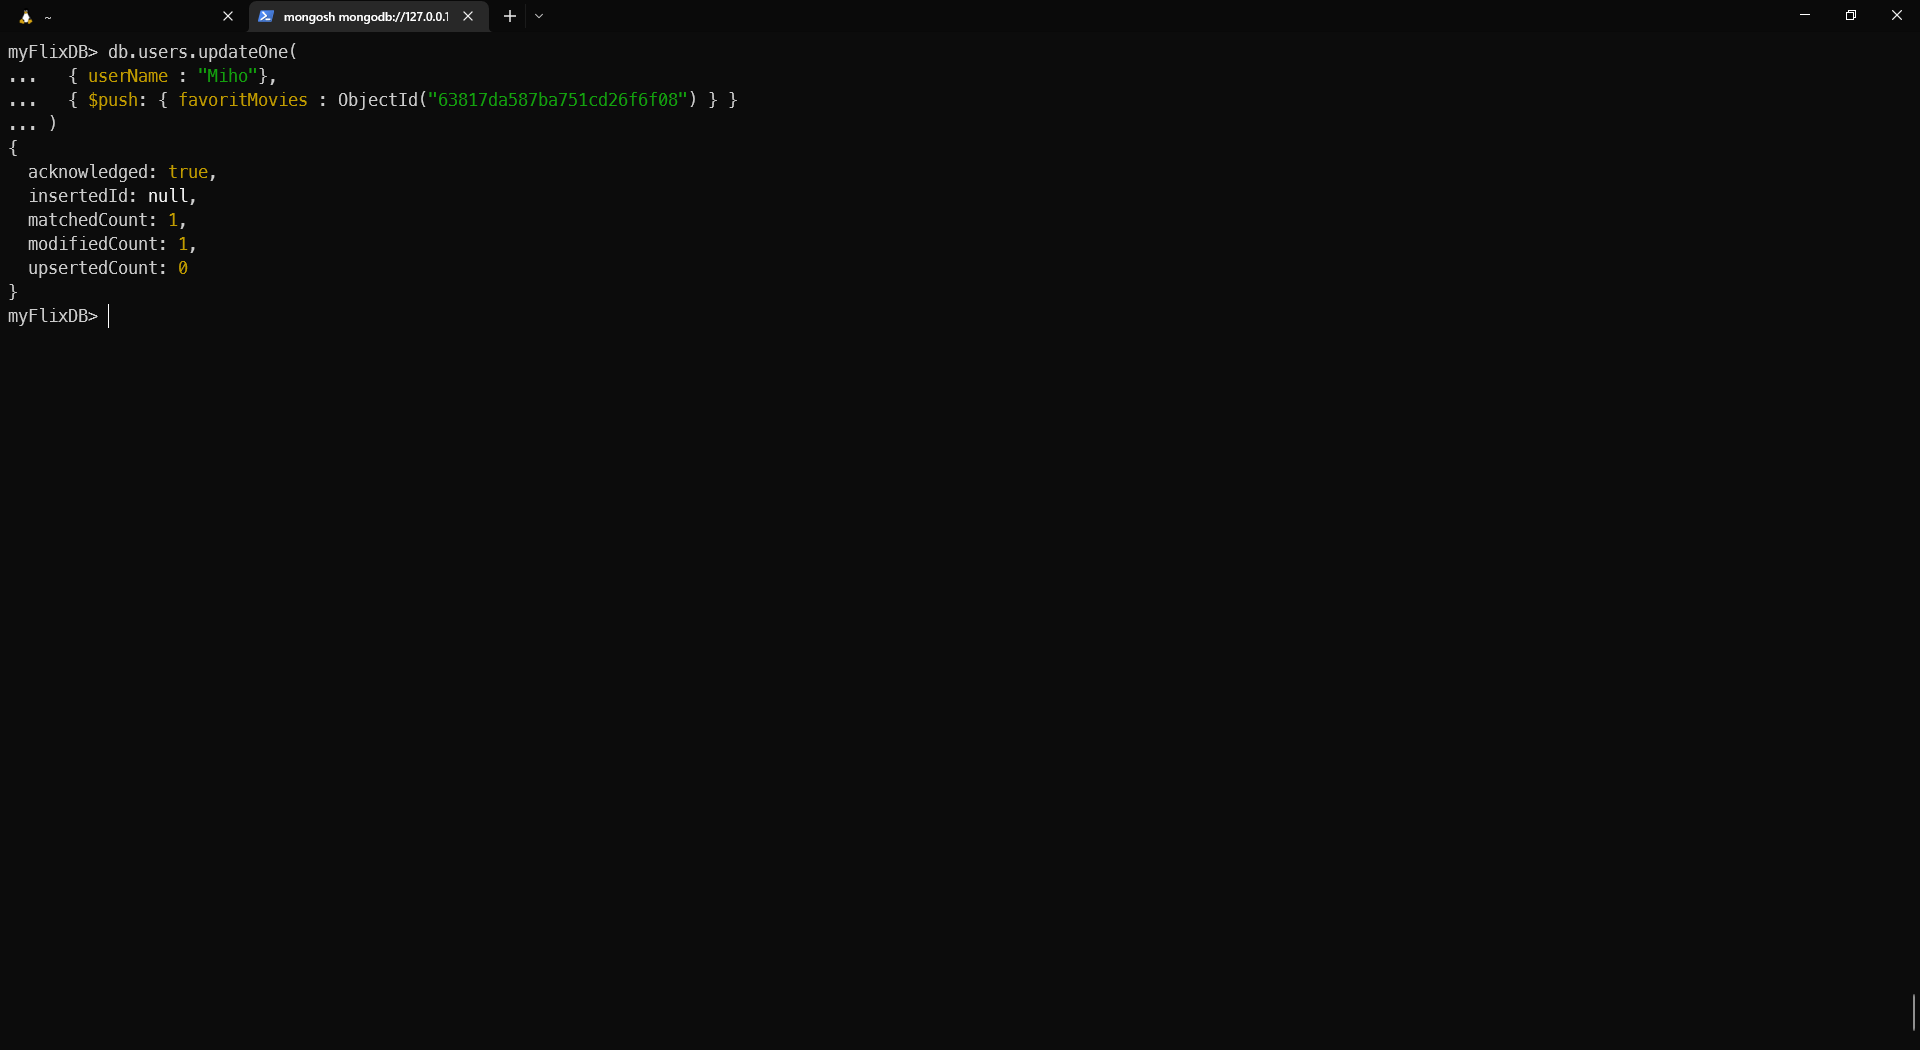 ~
mongosh mongodb://127.0.0.1
myFlixDB> db.users.updateOne(
...   { userName : "Miho"},
...   { $push: { favoritMovies : ObjectId("63817da587ba751cd26f6f08") } }
... )
{
  acknowledged: true,
  insertedId: null,
  matchedCount: 1,
  modifiedCount: 1,
  upsertedCount: 0
}
myFlixDB>